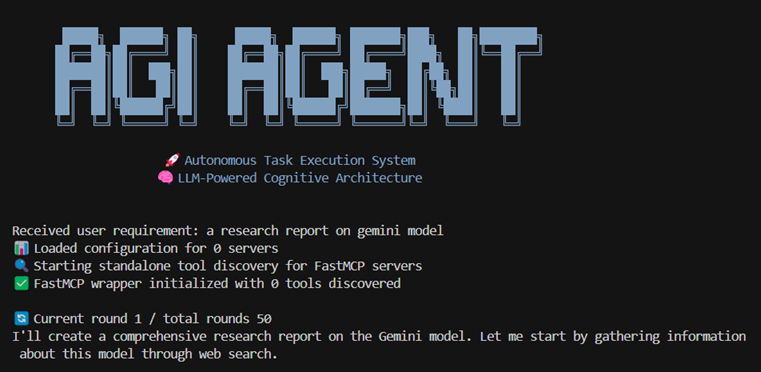 AGI AGENT
🚀 Autonomous Task Execution System
🧠 LLM-Powered Cognitive Architecture
Received user requirement: a research report on gemini model
📊 Loaded configuration for 0 servers
🔍 Starting standalone tool discovery for FastMCP servers
✅ FastMCP wrapper initialized with 0 tools discovered
🔄 Current round 1 / total rounds 50
I'll create a comprehensive research report on the Gemini model. Let me start by gathering information
about this model through web search.